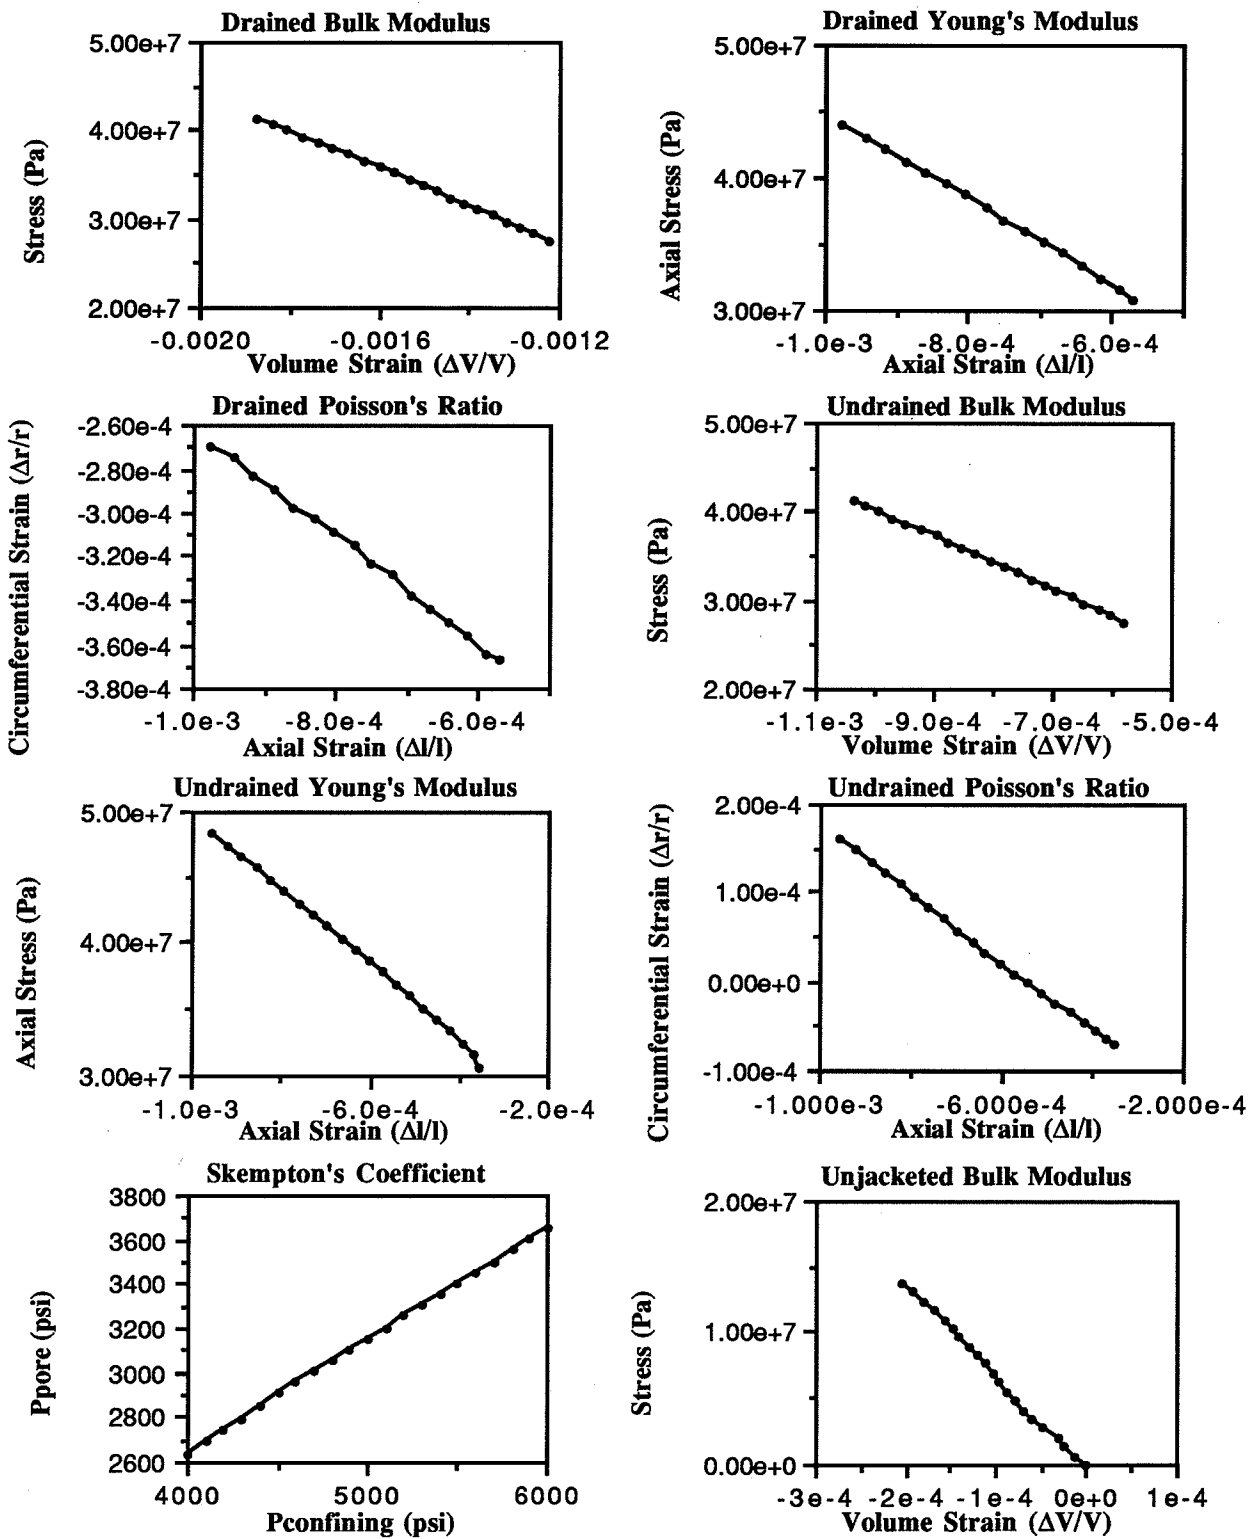 Drained Bulk Modulus
5.00e+7
4.00e+7
3.00e+7
2.00e+7
Stress (Pa)
-0.0020 -0.0016 -0.0012
Volume Strain (ΔV/V)
Drained Young's Modulus
5.00e+7
4.00e+7
3.00e+7
Axial Stress (Pa)
-1.0e-3 -8.0e-4 -6.0e-4
Axial Strain (Δl/l)
Drained Poisson's Ratio
-2.60e-4
-2.80e-4
-3.00e-4
-3.20e-4
-3.40e-4
-3.60e-4
-3.80e-4
Circumferential Strain (Δr/r)
-1.0e-3 -8.0e-4 -6.0e-4
Axial Strain (Δl/l)
Undrained Bulk Modulus
5.00e+7
4.00e+7
3.00e+7
2.00e+7
Stress (Pa)
-1.1e-3 -9.0e-4 -7.0e-4 -5.0e-4
Volume Strain (ΔV/V)
Undrained Young's Modulus
5.00e+7
4.00e+7
3.00e+7
Axial Stress (Pa)
-1.0e-3 -6.0e-4 -2.0e-4
Axial Strain (Δl/l)
Undrained Poisson's Ratio
2.00e-4
1.00e-4
0.00e+0
-1.00e-4
Circumferential Strain (Δr/r)
-1.000e-3 -6.000e-4 -2.000e-4
Axial Strain (Δl/l)
Skempton's Coefficient
3800
3600
3400
3200
3000
2800
2600
Ppore (psi)
4000 5000 6000
Pconfining (psi)
Unjacketed Bulk Modulus
2.00e+7
1.00e+7
0.00e+0
Stress (Pa)
-3e-4 -2e-4 -1e-4 0e+0 1e-4
Volume Strain (ΔV/V)